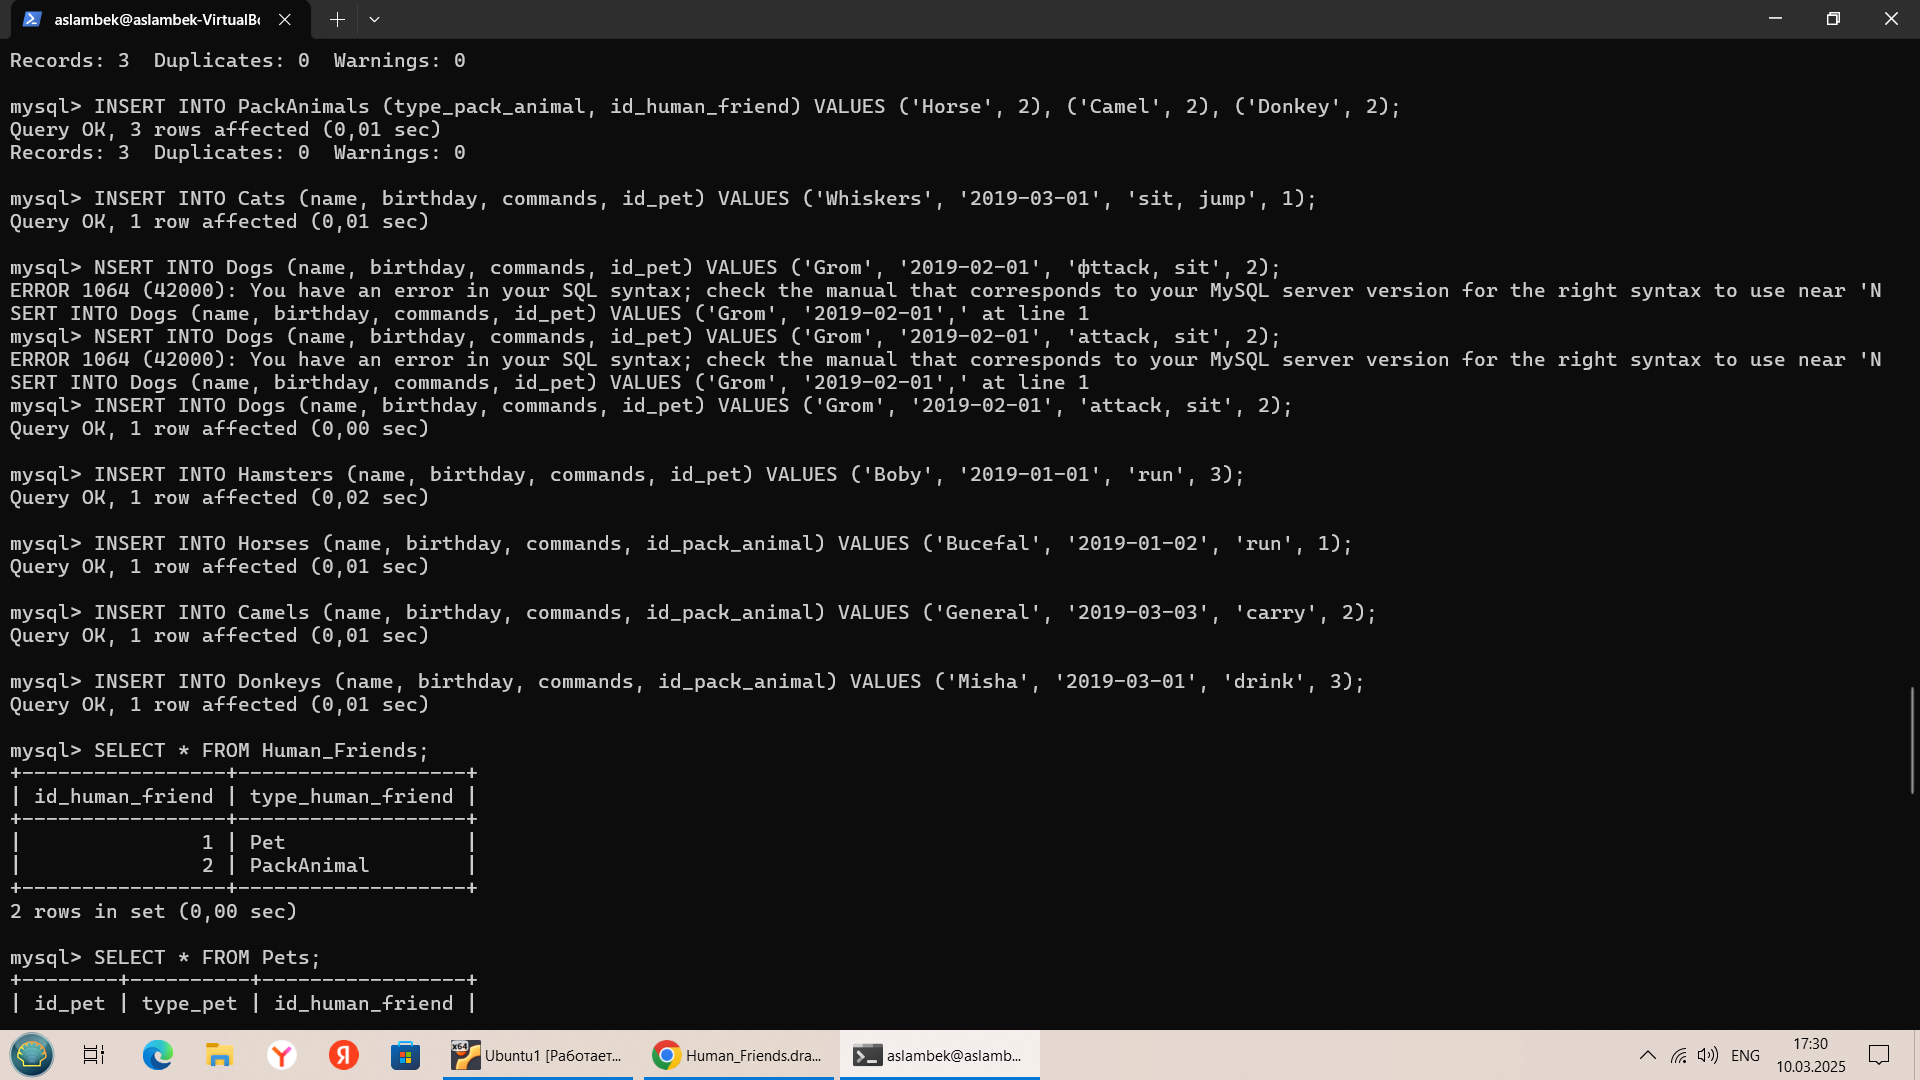 aslambek@aslambek-VirtualBo
Records: 3  Duplicates: 0  Warnings: 0
mysql> INSERT INTO PackAnimals (type_pack_animal, id_human_friend) VALUES ('Horse', 2), ('Camel', 2), ('Donkey', 2);
Query OK, 3 rows affected (0,01 sec)
Records: 3  Duplicates: 0  Warnings: 0
mysql> INSERT INTO Cats (name, birthday, commands, id_pet) VALUES ('Whiskers', '2019-03-01', 'sit, jump', 1);
Query OK, 1 row affected (0,01 sec)
mysql> NSERT INTO Dogs (name, birthday, commands, id_pet) VALUES ('Grom', '2019-02-01', 'attack, sit', 2);
ERROR 1064 (42000): You have an error in your SQL syntax; check the manual that corresponds to your MySQL server version for the right syntax to use near 'N
SERT INTO Dogs (name, birthday, commands, id_pet) VALUES ('Grom', '2019-02-01',' at line 1
mysql> NSERT INTO Dogs (name, birthday, commands, id_pet) VALUES ('Grom', '2019-02-01', 'attack, sit', 2);
ERROR 1064 (42000): You have an error in your SQL syntax; check the manual that corresponds to your MySQL server version for the right syntax to use near 'N
SERT INTO Dogs (name, birthday, commands, id_pet) VALUES ('Grom', '2019-02-01',' at line 1
mysql> INSERT INTO Dogs (name, birthday, commands, id_pet) VALUES ('Grom', '2019-02-01', 'attack, sit', 2);
Query OK, 1 row affected (0,00 sec)
mysql> INSERT INTO Hamsters (name, birthday, commands, id_pet) VALUES ('Boby', '2019-01-01', 'run', 3);
Query OK, 1 row affected (0,02 sec)
mysql> INSERT INTO Horses (name, birthday, commands, id_pack_animal) VALUES ('Bucefal', '2019-01-02', 'run', 1);
Query OK, 1 row affected (0,01 sec)
mysql> INSERT INTO Camels (name, birthday, commands, id_pack_animal) VALUES ('General', '2019-03-03', 'carry', 2);
Query OK, 1 row affected (0,01 sec)
mysql> INSERT INTO Donkeys (name, birthday, commands, id_pack_animal) VALUES ('Misha', '2019-03-01', 'drink', 3);
Query OK, 1 row affected (0,01 sec)
mysql> SELECT * FROM Human_Friends;
+-----------------+-------------------+
| id_human_friend | type_human_friend |
+-----------------+-------------------+
|               1 | Pet               |
|               2 | PackAnimal        |
+-----------------+-------------------+
2 rows in set (0,00 sec)
mysql> SELECT * FROM Pets;
+--------+----------+-----------------+
| id_pet | type_pet | id_human_friend |
x64 Ubuntu1 [Работает... Human_Friends.dra... aslambek@aslamb... ENG 17:30
10.03.2025